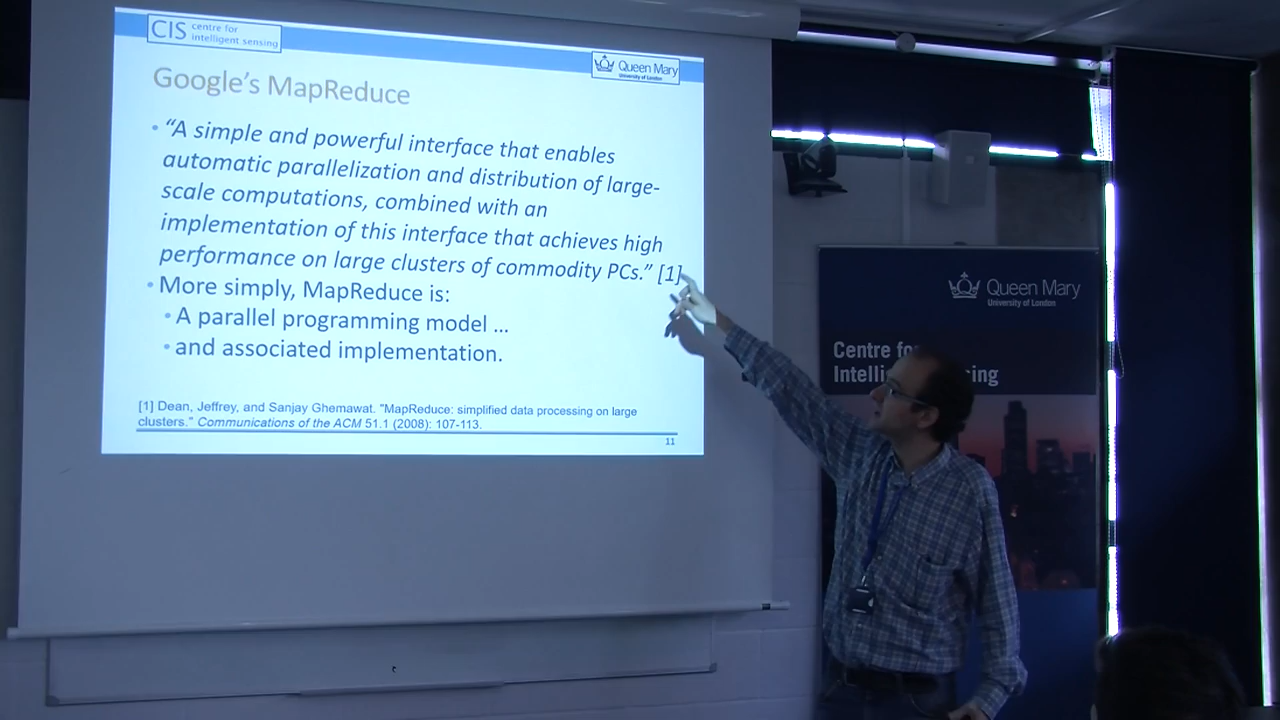 CIS centre for
intelligent sensing
Queen Mary
University of London
Google's MapReduce
• “A simple and powerful interface that enables
automatic parallelization and distribution of large-
scale computations, combined with an
implementation of this interface that achieves high
performance on large clusters of commodity PCs.” [1]
• More simply, MapReduce is:
• A parallel programming model ...
• and associated implementation.
[1] Dean, Jeffrey, and Sanjay Ghemawat. "MapReduce: simplified data processing on large
clusters." Communications of the ACM 51.1 (2008): 107-113.
11
Queen Mary
University of London
Centre fo
Intelli
sing